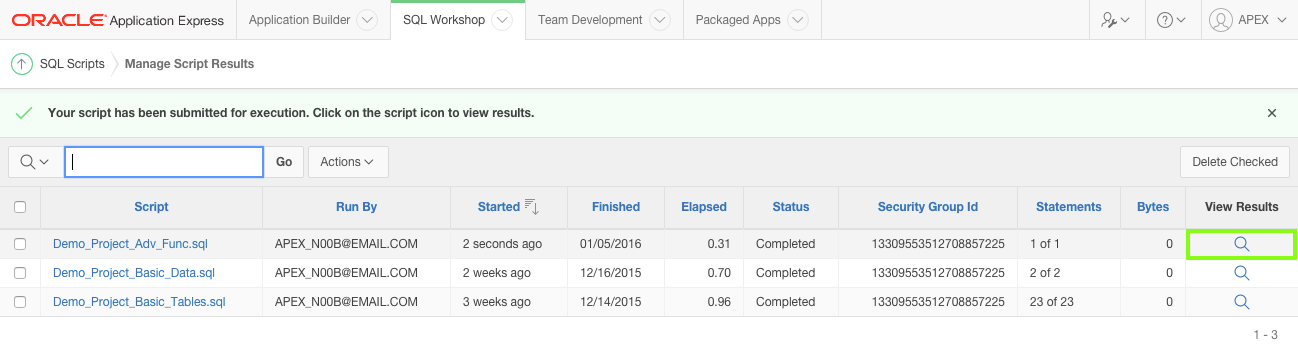 ORACLE Application Express Application Builder SQL Workshop Team Development Packaged Apps APEX
SQL Scripts Manage Script Results
Your script has been submitted for execution. Click on the script icon to view results.
Go Actions Delete Checked
Script Run By Started Finished Elapsed Status Security Group Id Statements Bytes View Results
Demo_Project_Adv_Func.sql APEX_N00B@EMAIL.COM 2 seconds ago 01/05/2016 0.31 Completed 13309553512708857225 1 of 1 0
Demo_Project_Basic_Data.sql APEX_N00B@EMAIL.COM 2 weeks ago 12/16/2015 0.70 Completed 13309553512708857225 2 of 2 0
Demo_Project_Basic_Tables.sql APEX_N00B@EMAIL.COM 3 weeks ago 12/14/2015 0.96 Completed 13309553512708857225 23 of 23 0
1 - 3